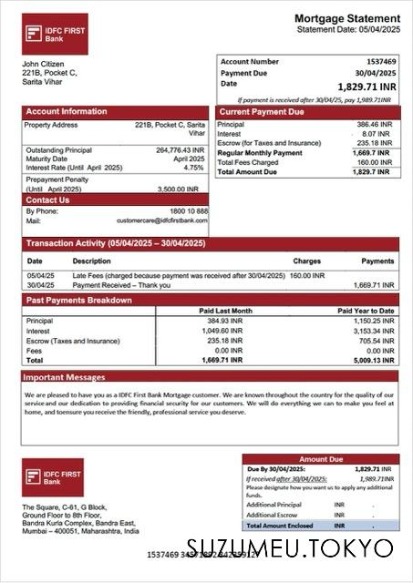 IDFC FIRST
Bank
Mortgage Statement
Statement Date: 05/04/2025
John Citizen
221B, Pocket C,
Sarita Vihar
Account Number 1537469
Payment Due 30/04/2025
Date 1,829.71 INR
If payment is received after 30/04/25, pay 1,989.71INR
Account Information
Property Address 221B, Pocket C, Sarita
Vihar
Outstanding Principal 264,776.43 INR
Maturity Date April 2025
Interest Rate (Until April 2025) 4.75%
Prepayment Penalty
(Until April 2025) 3,500.00 INR
Contact Us
By Phone: 1800 10 888
Mail: customercare@idfcfirstbank.com
Current Payment Due
Principal 386.46 INR
Interest 8.07 INR
Escrow (for Taxes and Insurance) 235.18 INR
Regular Monthly Payment 1,669.7 INR
Total Fees Charged 160.00 INR
Total Amount Due 1,829.7 INR
Transaction Activity (05/04/2025 – 30/04/2025)
Date Description Charges Payments
05/04/25 Late Fees (charged because payment was received after 30/04/2025) 160.00 INR
30/04/25 Payment Received – Thank you 1,669.71 INR
Past Payments Breakdown
Paid Last Month Paid Year to Date
Principal 384.93 INR 1,150.25 INR
Interest 1,049.60 INR 3,153.34 INR
Escrow (Taxes and Insurance) 235.18 INR 705.54 INR
Fees 0.00 INR 0.00 INR
Total 1,669.71 INR 5,009.13 INR
Important Messages
We are pleased to have you as a IDFC First Bank Mortgage customer. We are known throughout the country for the quality of our
service and our dedication to providing financial security for our customers. We will do everything we can to make you feel at
home, and toensure you receive the friendly, professional service you deserve.
IDFC FIRST
Bank
The Square, C-61, G Block,
Ground Floor to 8th Floor,
Bandra Kurla Complex, Bandra East,
Mumbai – 400051, Maharashtra, India
Amount Due
Due By 30/04/2025: 1,829.71 INR
If received after 30/04/2025: 1,989.71INR
Please designate how you want us to apply any additional
funds.
Additional Principal INR .
Additional Escrow INR .
Total Amount Enclosed INR .
SUZUMEU.TOKYO
1537469